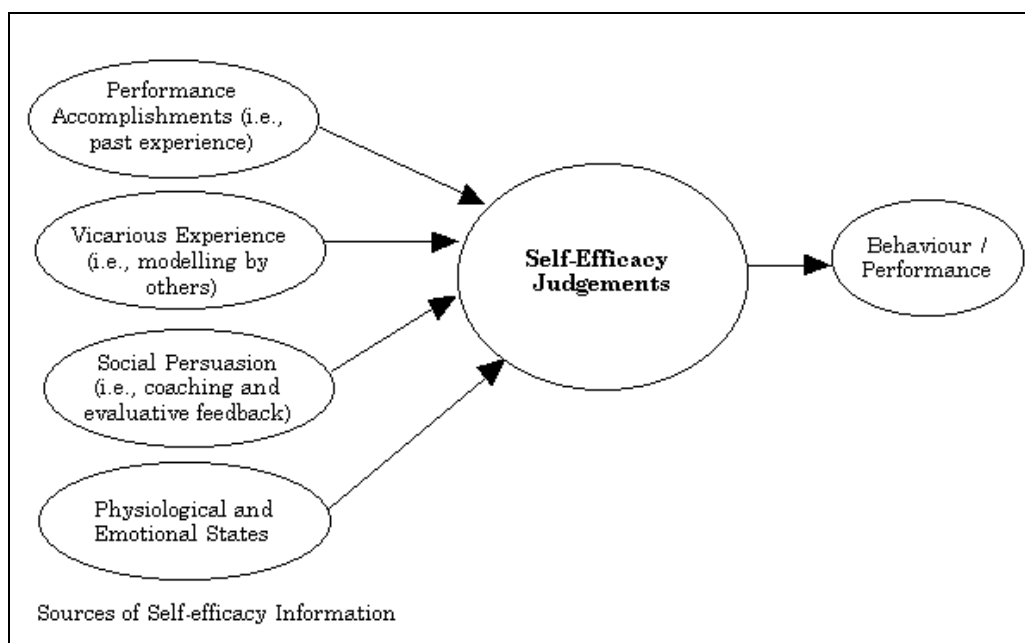 Performance
Accomplishments (i.e.,
past experience)
Vicarious Experience
(i.e., modelling by
others)
Social Persuasion
(i.e., coaching and
evaluative feedback)
Physiological and
Emotional States
Self-Efficacy
Judgements
Behaviour /
Performance
Sources of Self-efficacy Information